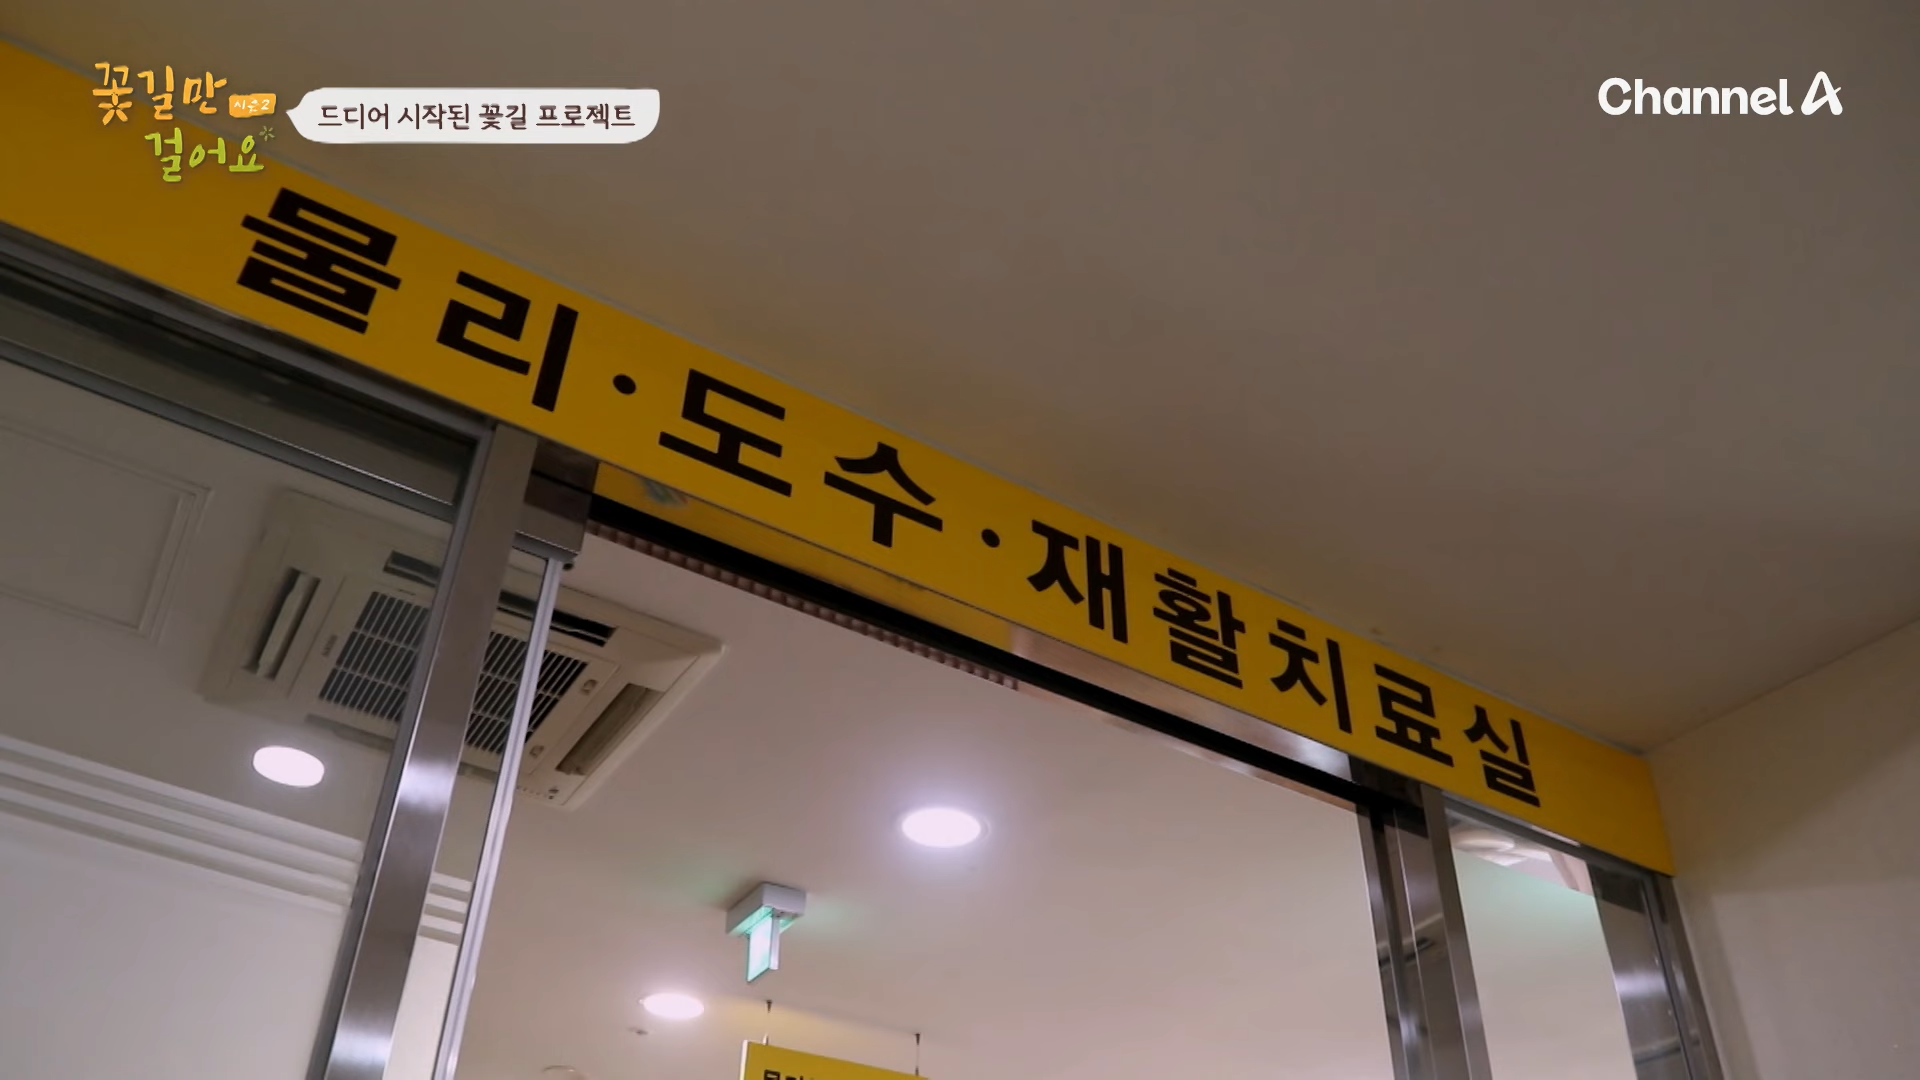 꽃길만
시즌2
걸어요
드디어 시작된 꽃길 프로젝트
Channel A
물리·도수·재활치료실